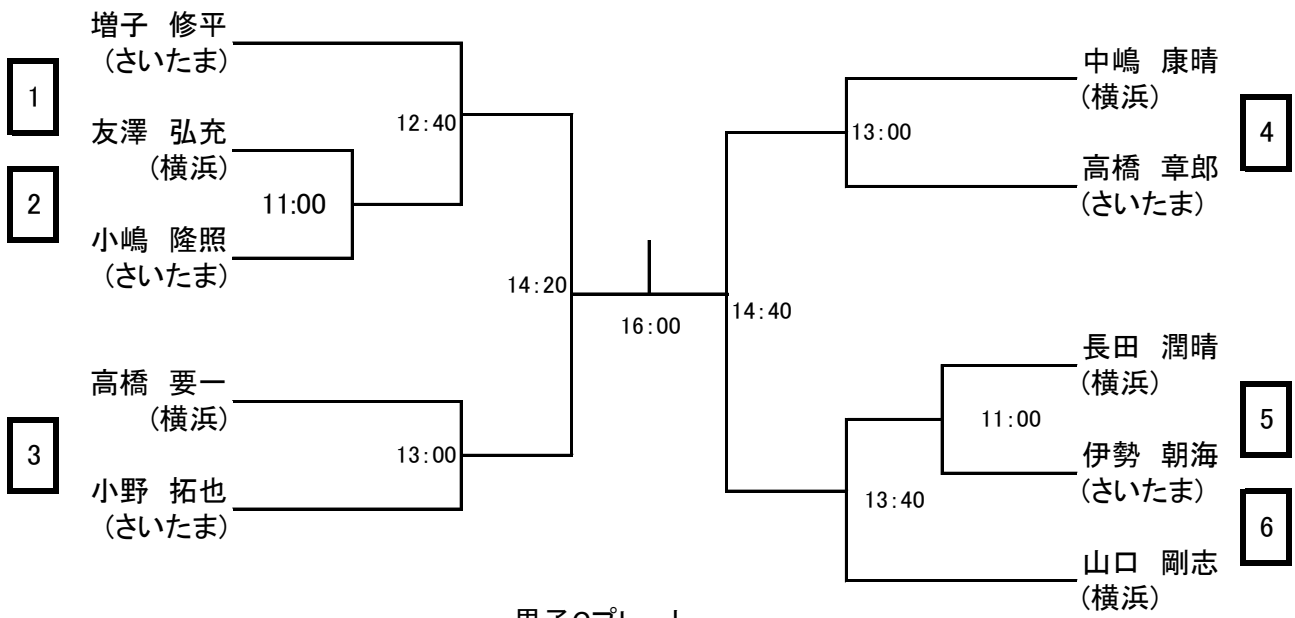 増子 修平
(さいたま)
1
友澤 弘充
(横浜)
12:40
2
11:00
小嶋 隆照
(さいたま)
14:20
16:00
高橋 要一
(横浜)
3
13:00
小野 拓也
(さいたま)
中嶋 康晴
(横浜)
13:00
4
高橋 章郎
(さいたま)
14:40
長田 潤晴
(横浜)
11:00
5
伊勢 朝海
(さいたま)
13:40
6
山口 剛志
(横浜)